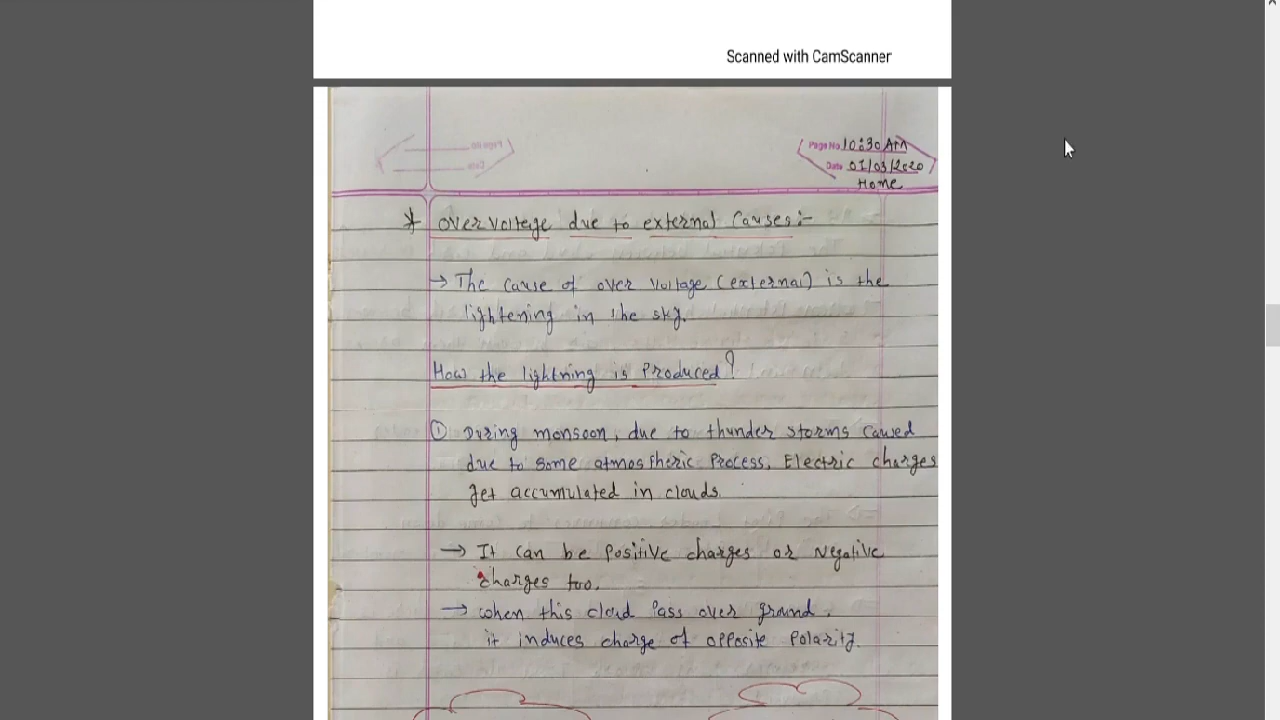 Scanned with CamScanner
Page No. 10:30 AM
Date 01/03/2020
Home
* Over voltage due to external Causes :-
→ The cause of over voltage (external) is the
lightening in the sky.
How the lightning is Produced?
① During monsoon, due to thunder storms caused
due to some atmospheric Process, Electric charges
get accumulated in clouds.
→ It can be Positive charges or Negative
charges too.
→ when this cloud Pass over ground,
it induces charge of opposite Polarity.